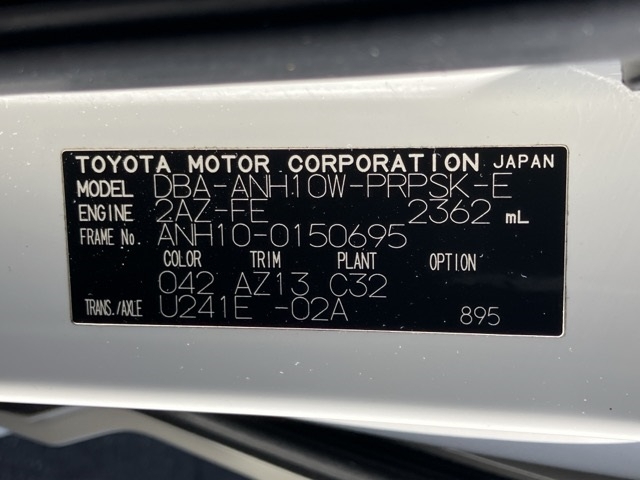 TOYOTA MOTOR CORPORATION JAPAN
MODEL DBA-ANH10W-PRPSK-E
ENGINE 2AZ-FE 2362 mL
FRAME No. ANH10-0150695
COLOR TRIM PLANT OPTION
042 AZ13 C32
TRANS./AXLE U241E -02A 895